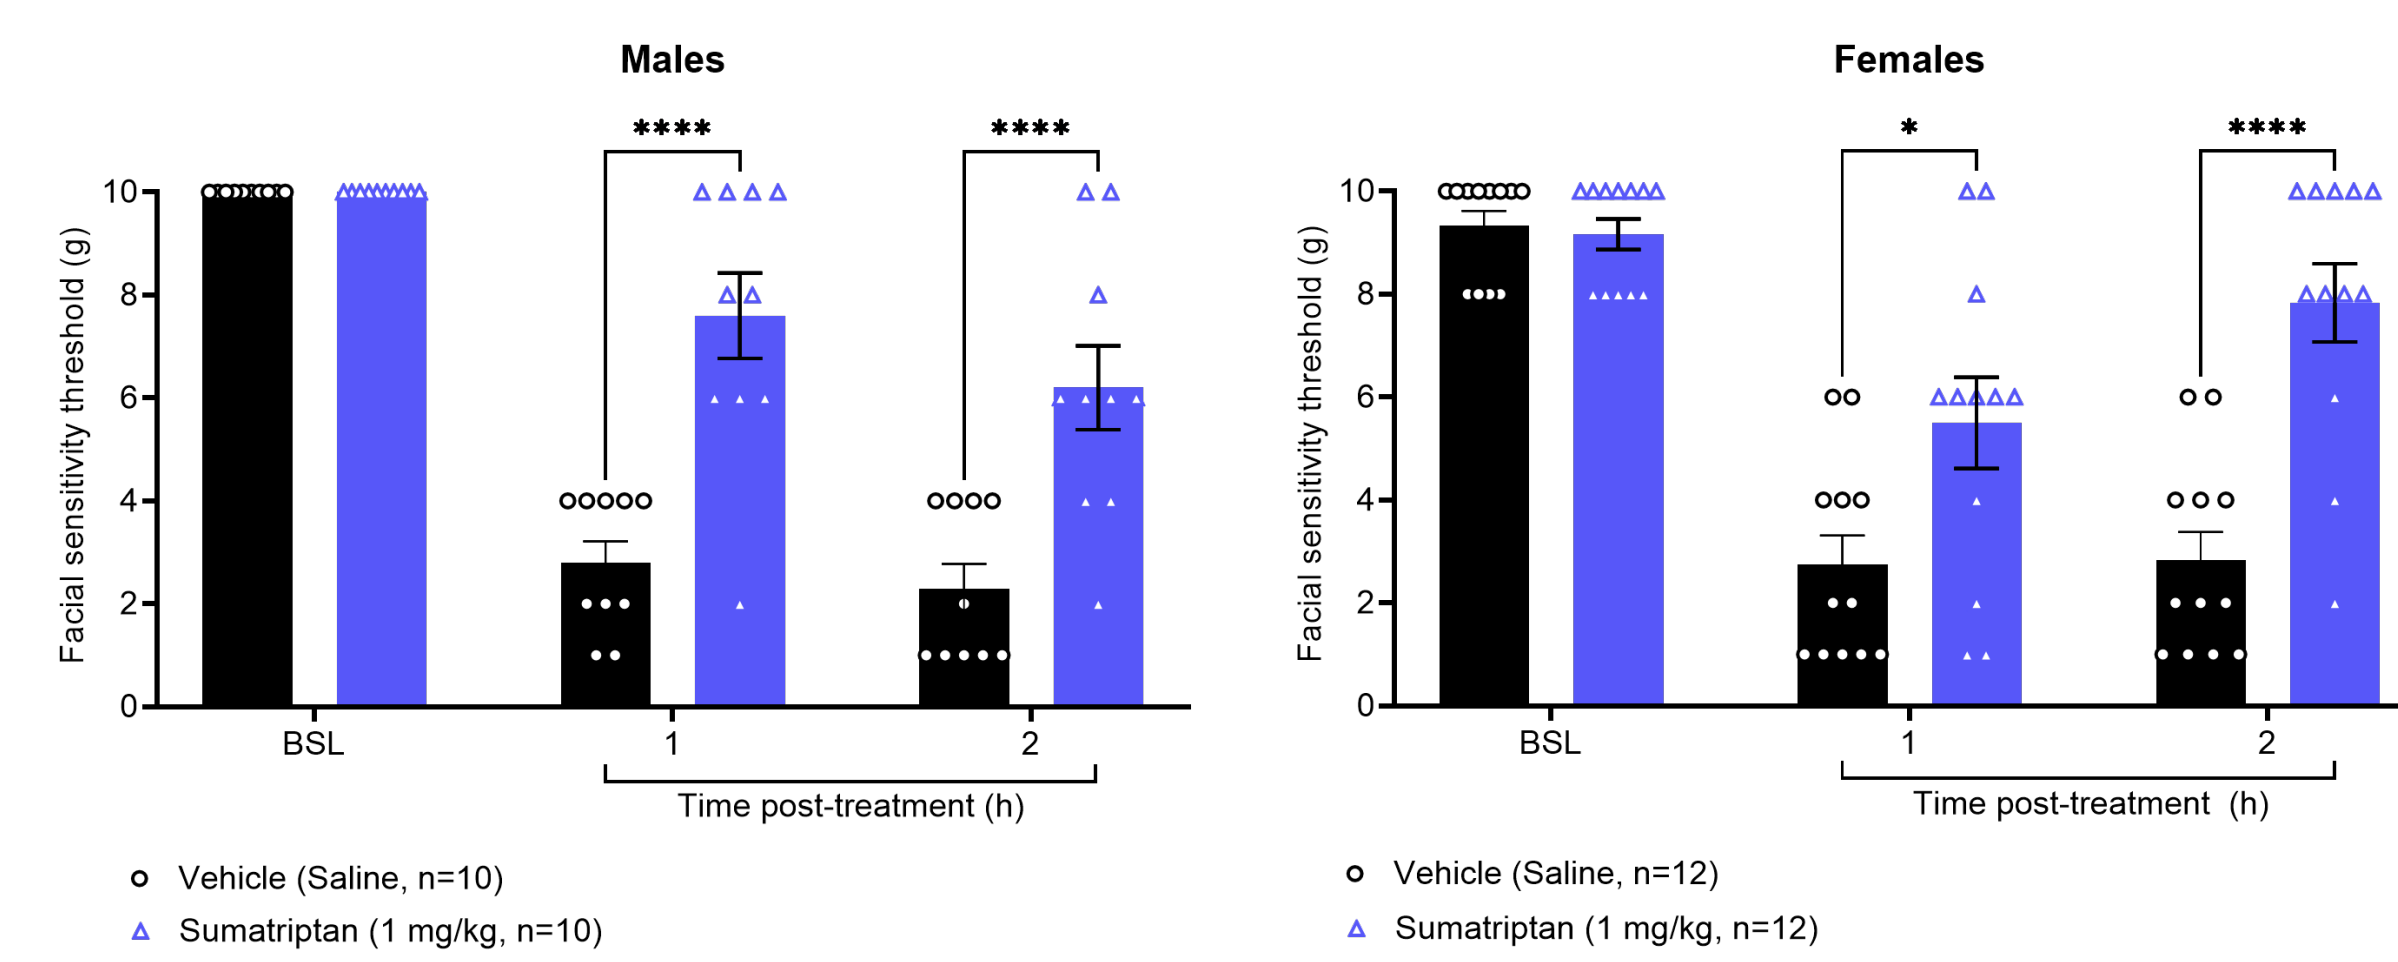 Males
****
****
10
8
6
4
2
0
Facial sensitivity threshold (g)
BSL
1
2
Time post-treatment (h)
Vehicle (Saline, n=10)
Sumatriptan (1 mg/kg, n=10)
Females
*
****
10
8
6
4
2
0
Facial sensitivity threshold (g)
BSL
1
2
Time post-treatment (h)
Vehicle (Saline, n=12)
Sumatriptan (1 mg/kg, n=12)